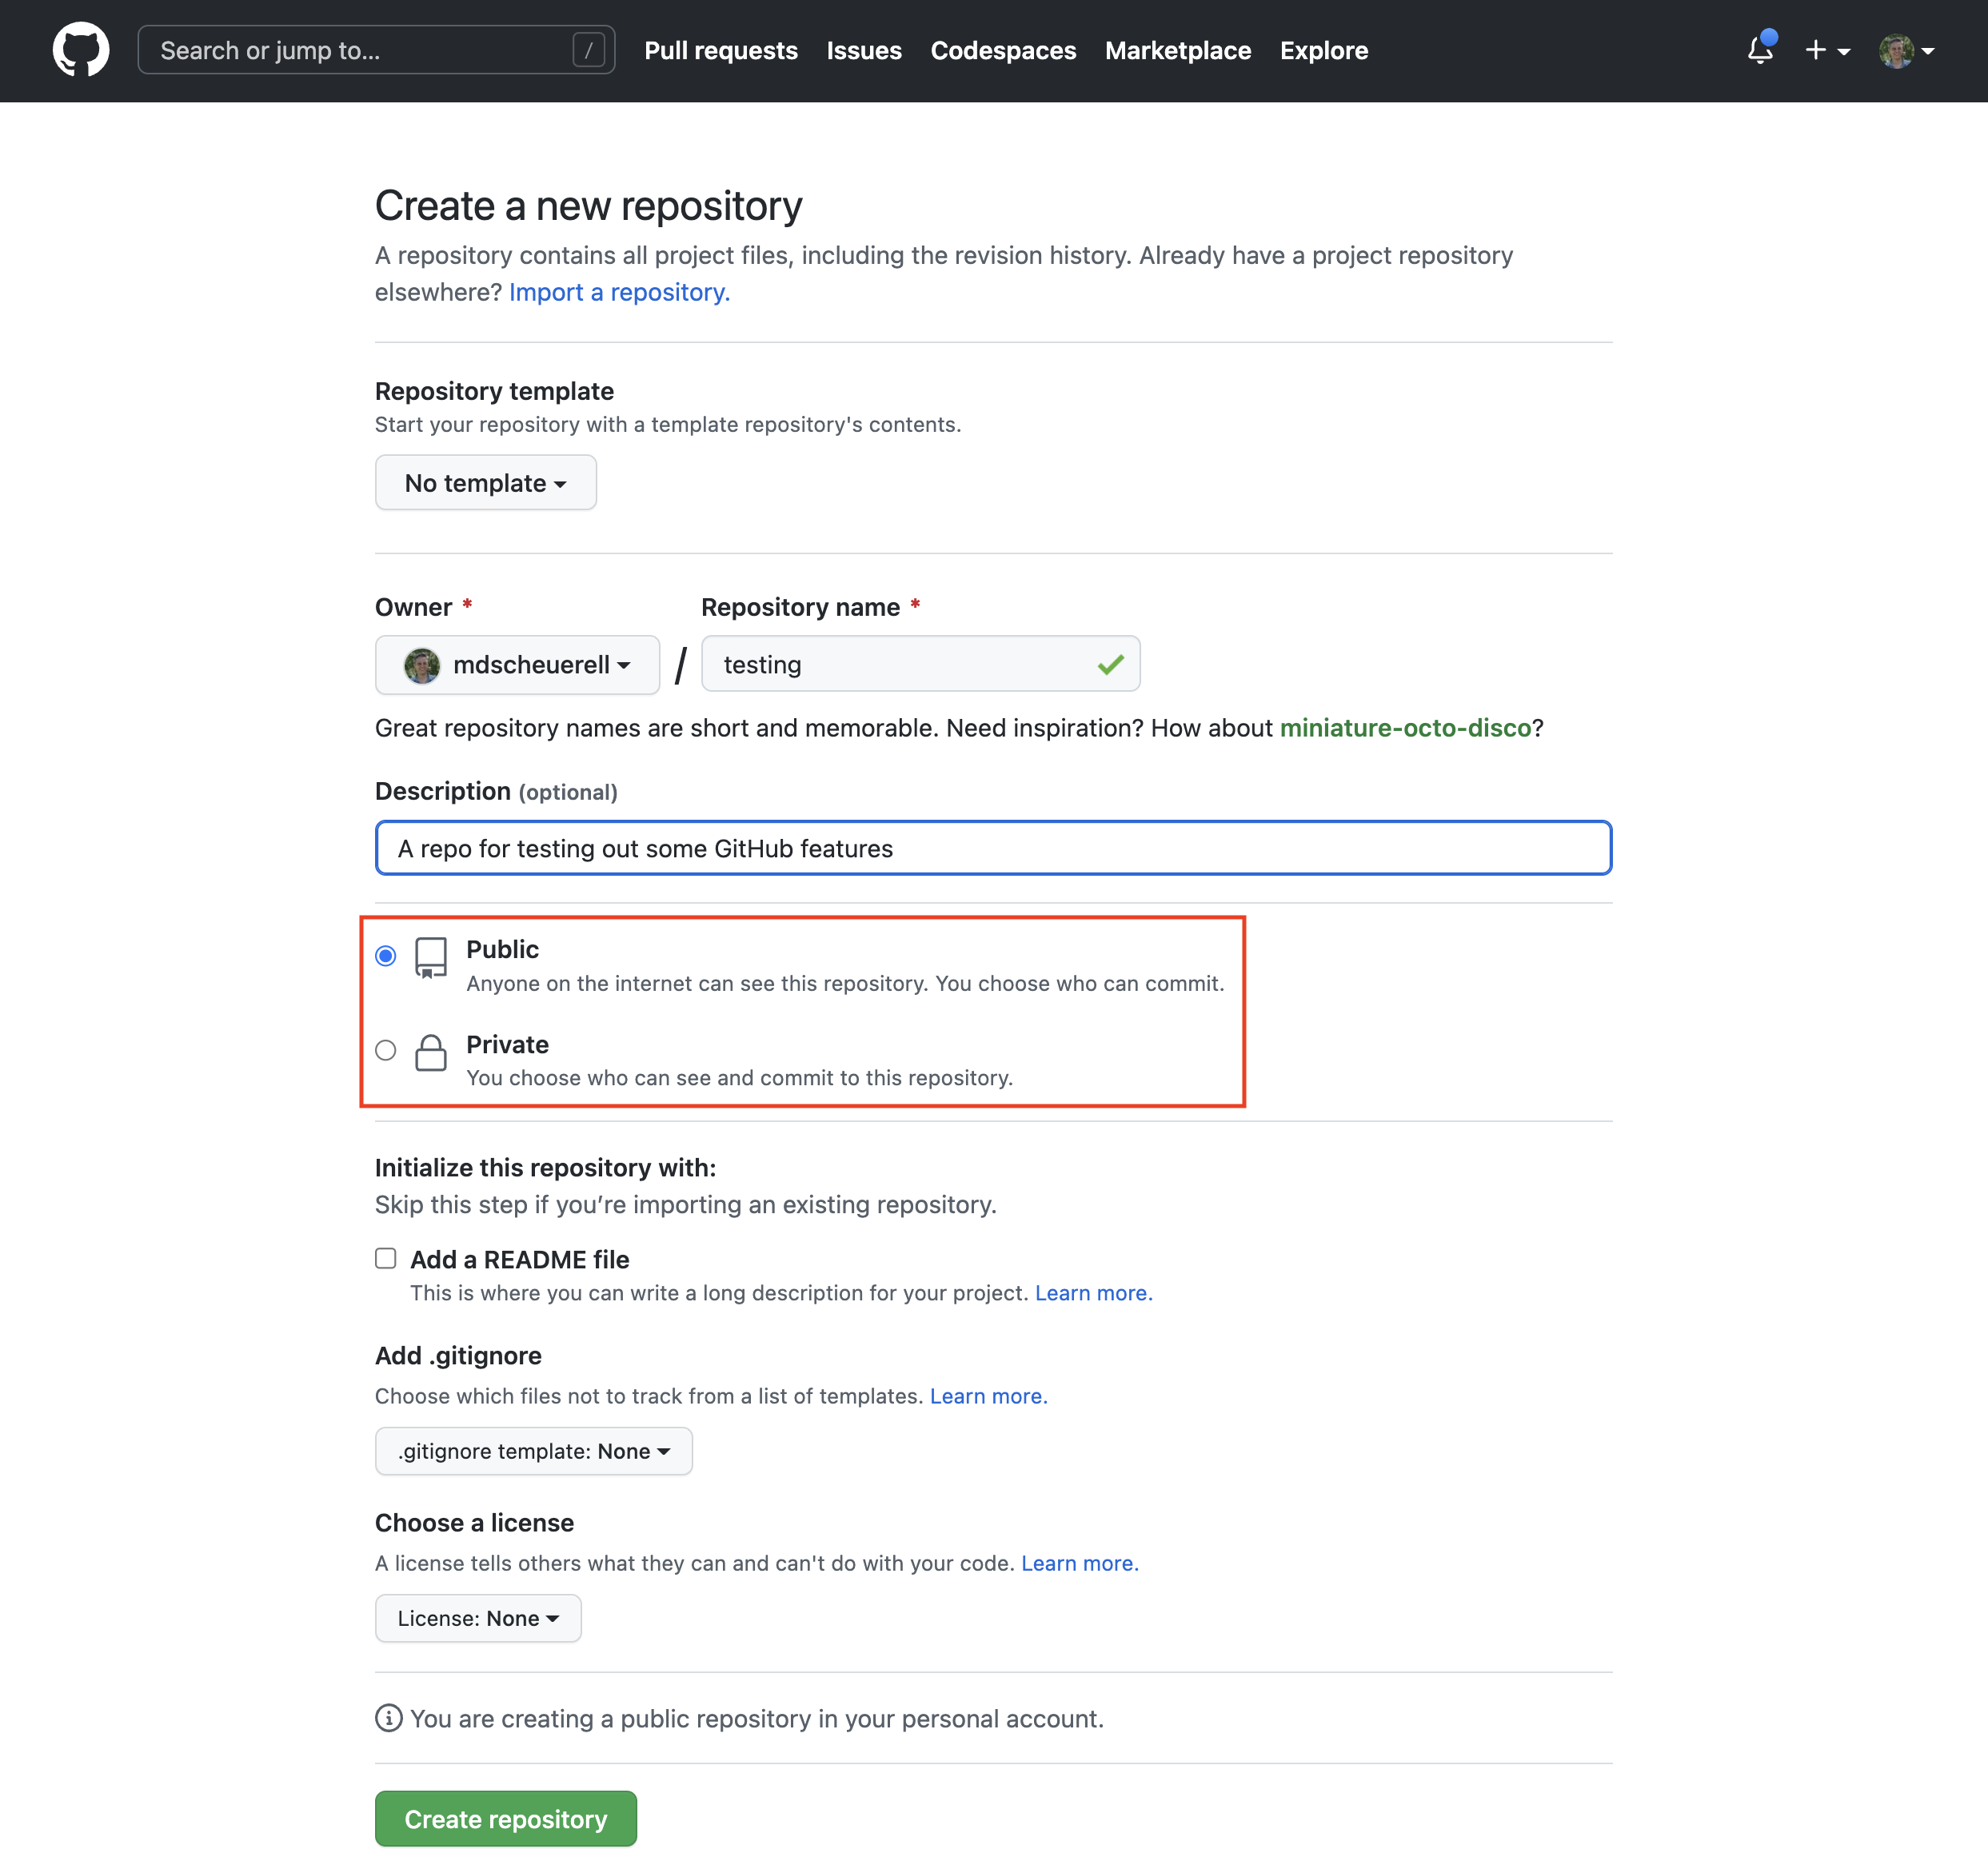 Search or jump to... /
Pull requests Issues Codespaces Marketplace Explore
Create a new repository
A repository contains all project files, including the revision history. Already have a project repository
elsewhere? Import a repository.
Repository template
Start your repository with a template repository's contents.
No template
Owner * Repository name *
mdscheuerell / testing
Great repository names are short and memorable. Need inspiration? How about miniature-octo-disco?
Description (optional)
A repo for testing out some GitHub features
Public
Anyone on the internet can see this repository. You choose who can commit.
Private
You choose who can see and commit to this repository.
Initialize this repository with:
Skip this step if you’re importing an existing repository.
Add a README file
This is where you can write a long description for your project. Learn more.
Add .gitignore
Choose which files not to track from a list of templates. Learn more.
.gitignore template: None
Choose a license
A license tells others what they can and can't do with your code. Learn more.
License: None
You are creating a public repository in your personal account.
Create repository